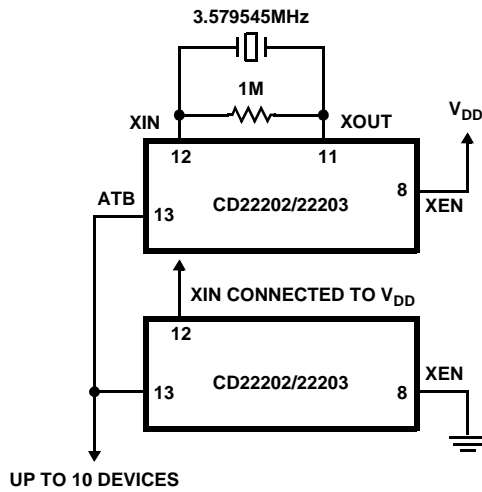 3.579545MHz
1M
XIN
XOUT
VDD
12
11
8
ATB
13
CD22202/22203
XEN
XIN CONNECTED TO VDD
12
XEN
13
CD22202/22203
8
UP TO 10 DEVICES